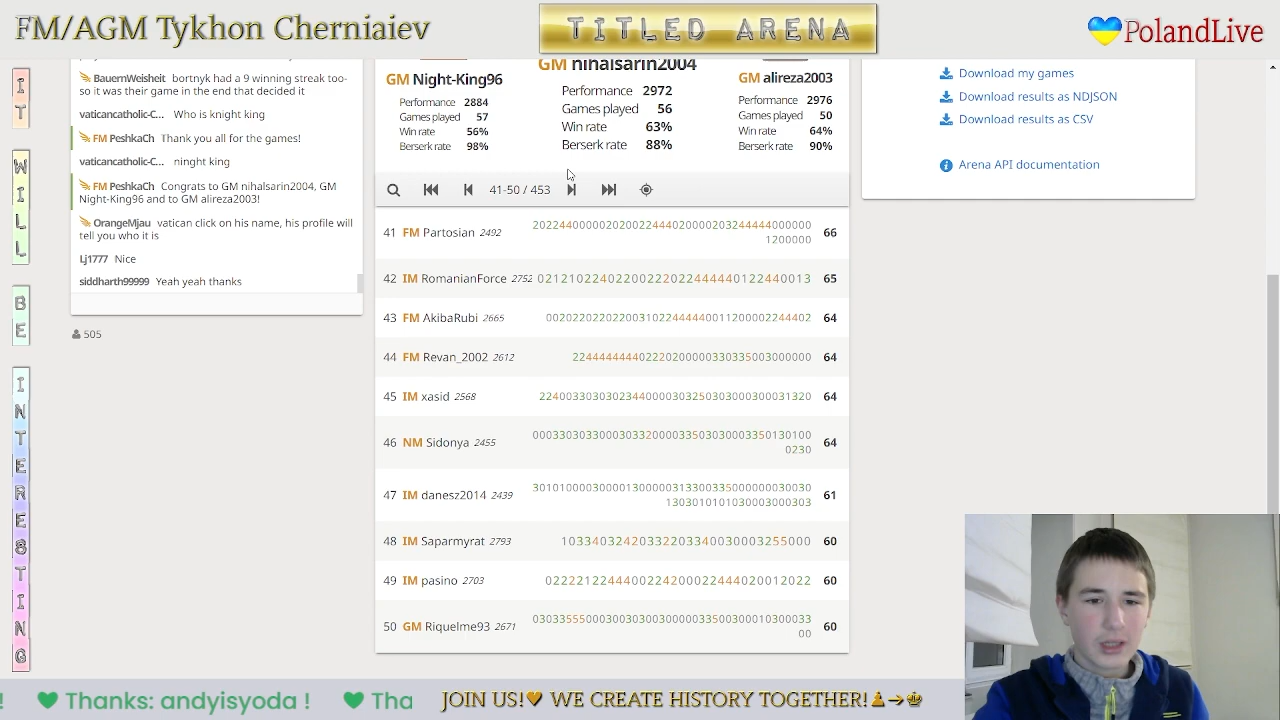 FM/AGM Tykhon Cherniaiev
TITLED ARENA
PolandLive
IT
WILL
BE
INTERESTING
BauernWeisheit bortnyk had a 9 winning streak too-
so it was their game in the end that decided it
vaticancatholic-C... Who is knight king
FM PeshkaCh Thank you all for the games!
vaticancatholic-C... ninght king
FM PeshkaCh Congrats to GM nihalsarin2004, GM
Night-King96 and to GM alireza2003!
OrangeMjau vatican click on his name, his profile will
tell you who it is
Lj1777 Nice
siddharth99999 Yeah yeah thanks
505
GM Night-King96
Performance 2884
Games played 57
Win rate 56%
Berserk rate 98%
GM nihalsarin2004
Performance 2972
Games played 56
Win rate 63%
Berserk rate 88%
GM alireza2003
Performance 2976
Games played 50
Win rate 64%
Berserk rate 90%
41-50 / 453
41 FM Partosian 2492 66
42 IM RomanianForce 2752 02121022402200222022444440122440013 65
43 FM AkibaRubi 2665 64
44 FM Revan_2002 2612 64
45 IM xasid 2568 64
46 NM Sidonya 2455 64
47 IM danesz2014 2439 61
48 IM Saparmyrat 2793 10334032420332203340030003255000 60
49 IM pasino 2703 02222122444002242000224442001202 60
50 GM Riquelme93 2671 60
Download my games
Download results as NDJSON
Download results as CSV
Arena API documentation
! Thanks: andyisyoda ! Tha
JOIN US! WE CREATE HISTORY TOGETHER!